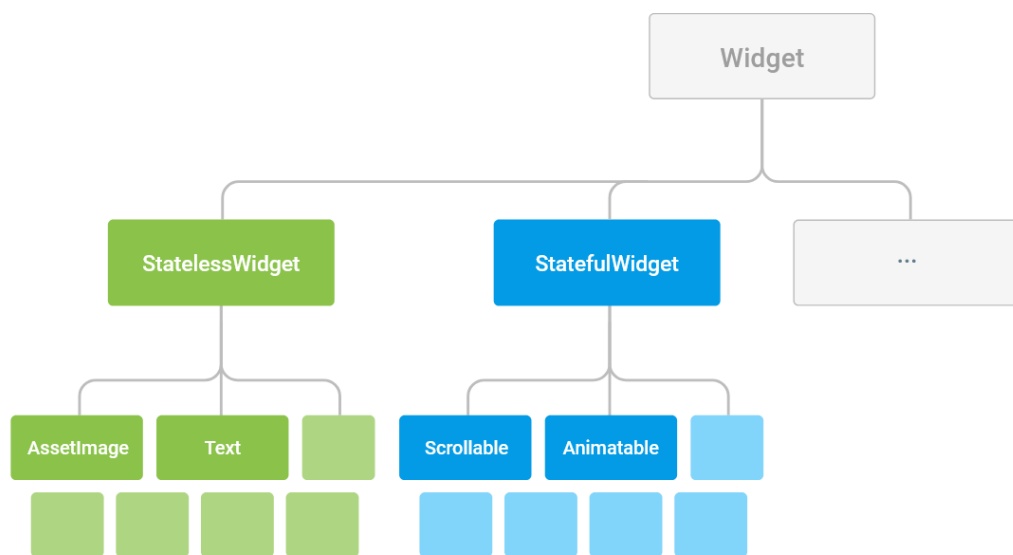 Widget
StatelessWidget
StatefulWidget
...
AssetImage
Text
Scrollable
Animatable